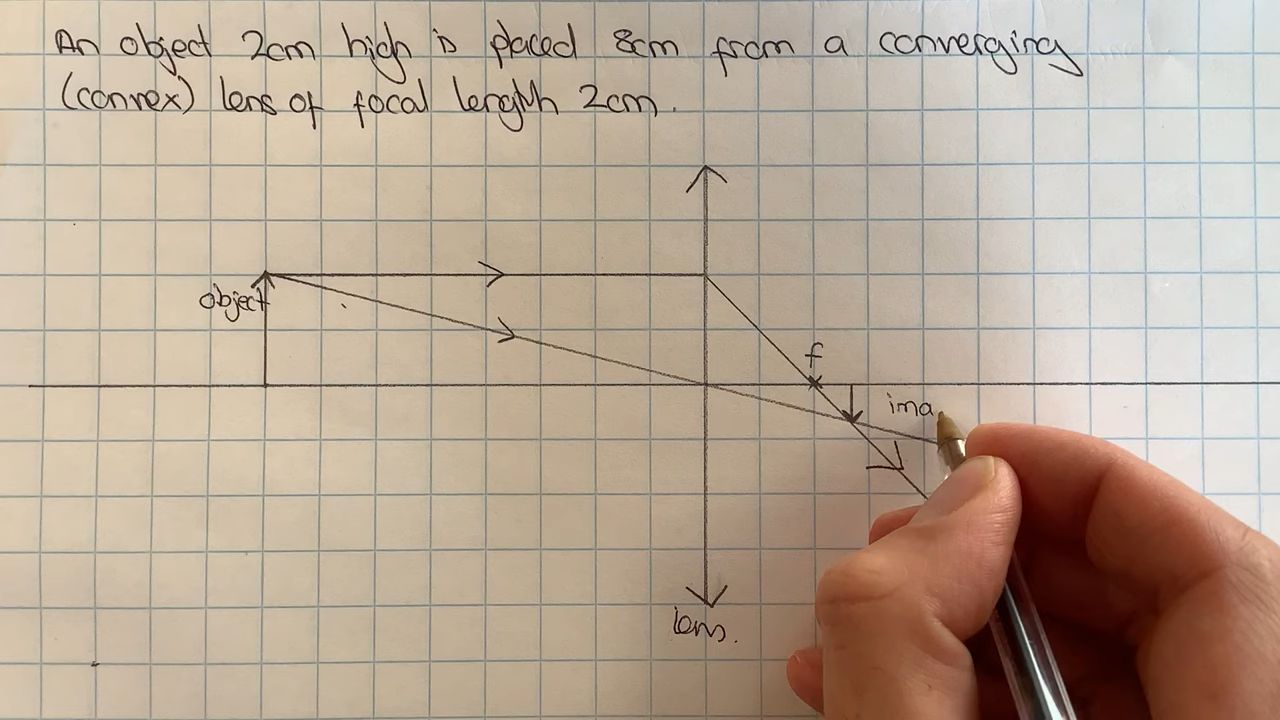 An object 2cm high is placed 8cm from a converging
(convex) lens of focal length 2cm.
object
f
ima
lens.